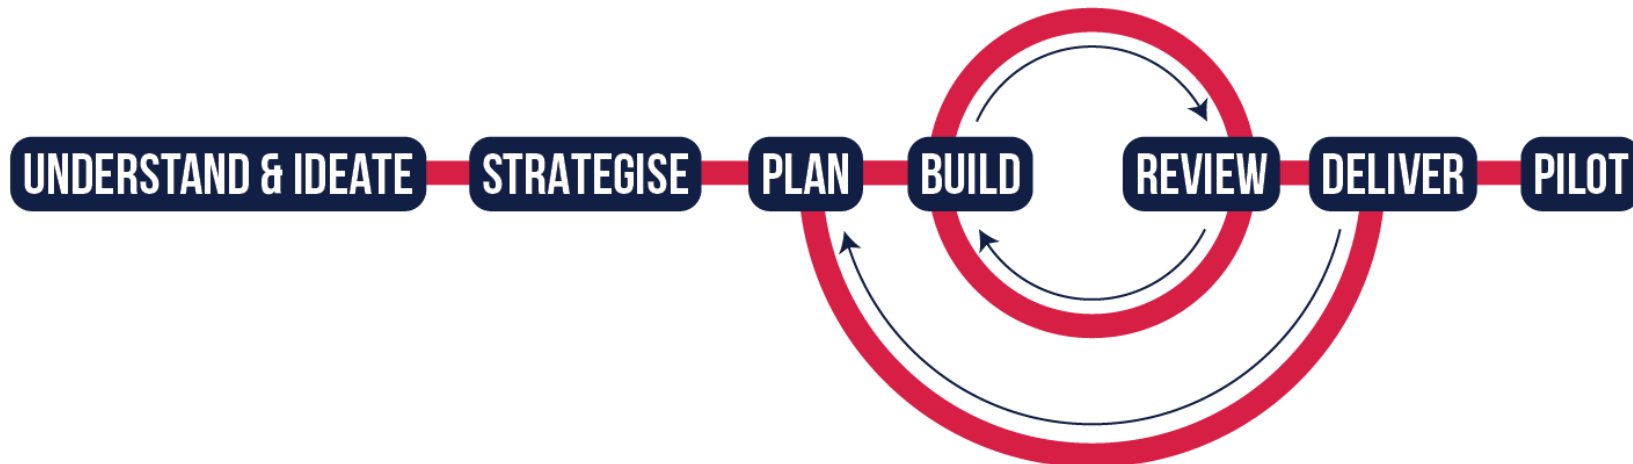 UNDERSTAND & IDEATE
STRATEGISE
PLAN
BUILD
REVIEW
DELIVER
PILOT